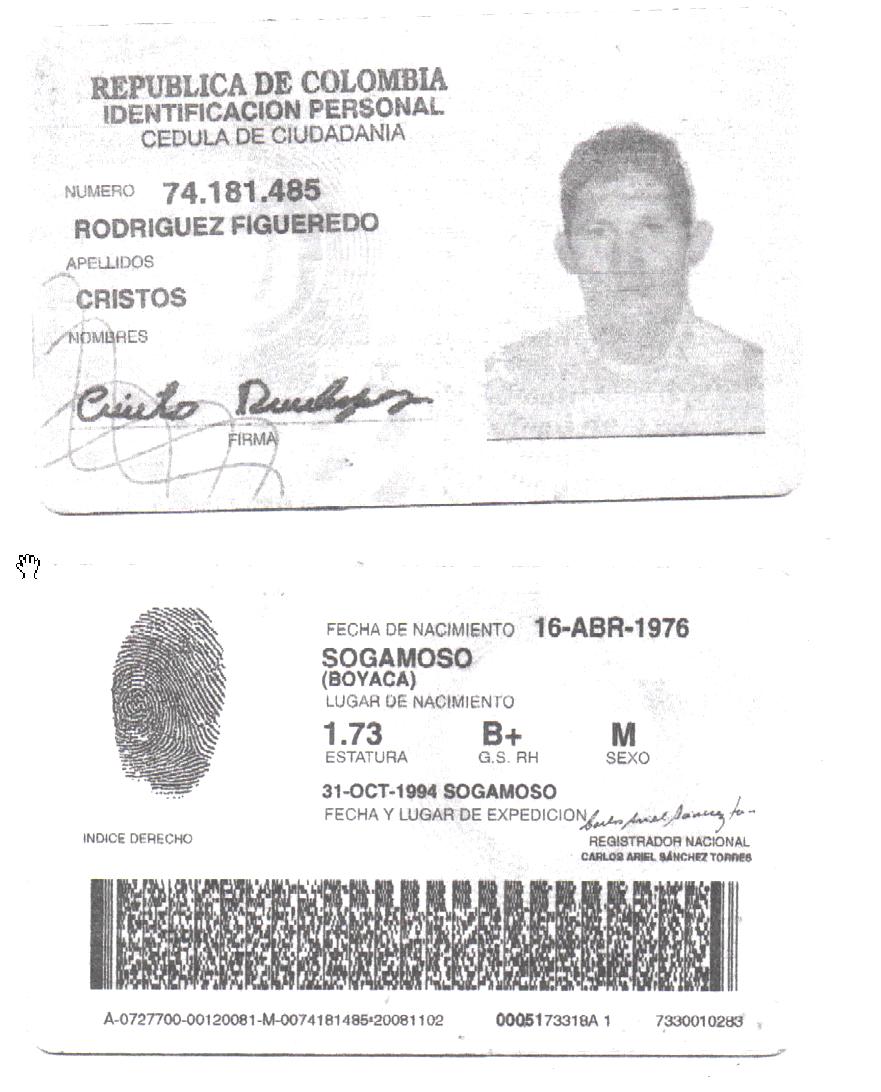 REPUBLICA DE COLOMBIA
IDENTIFICACION PERSONAL
CEDULA DE CIUDADANIA
NUMERO 74.181.485
RODRIGUEZ FIGUEREDO
APELLIDOS
CRISTOS
NOMBRES
FIRMA
FECHA DE NACIMIENTO 16-ABR-1976
SOGAMOSO
(BOYACA)
LUGAR DE NACIMIENTO
1.73 B+ M
ESTATURA G.S. RH SEXO
31-OCT-1994 SOGAMOSO
FECHA Y LUGAR DE EXPEDICION
INDICE DERECHO
REGISTRADOR NACIONAL
CARLOS ARIEL SÁNCHEZ TORRES
A-0727700-00120081-M-0074181485-20081102 0005173318A 1 7330010283